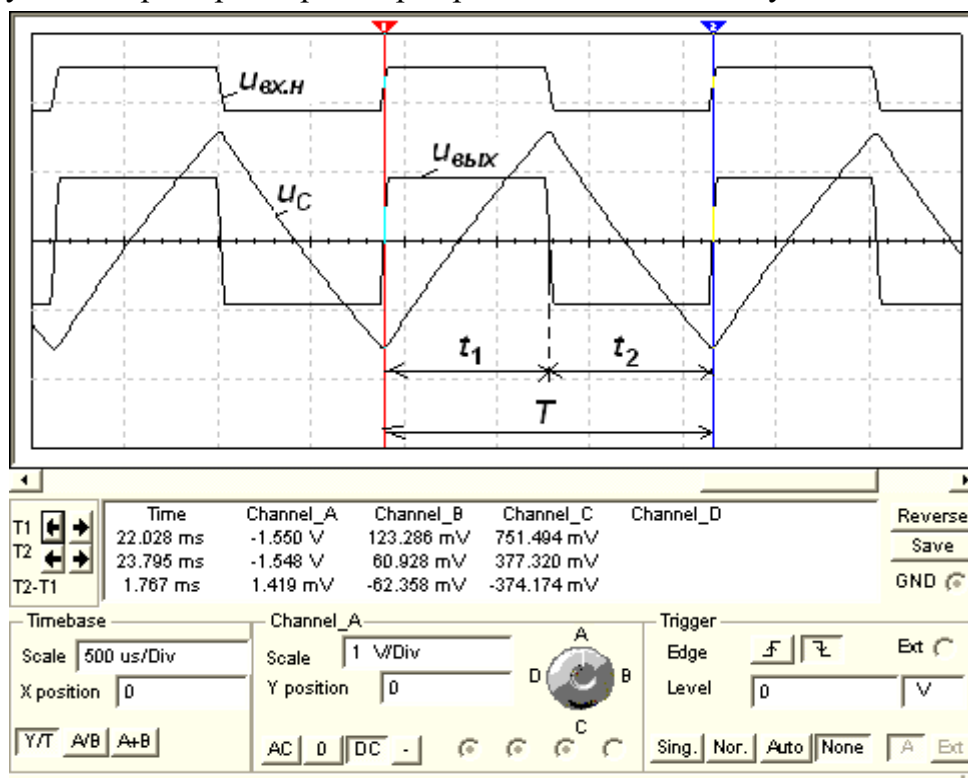 1 2
uвх.н
uвых
uC
t1 t2
T
Time Channel_A Channel_B Channel_C Channel_D
T1 22.028 ms -1.550 V 123.286 mV 751.494 mV
T2 23.795 ms -1.548 V 60.928 mV 377.320 mV
T2-T1 1.767 ms 1.419 mV -62.358 mV -374.174 mV
Reverse
Save
GND
Timebase
Scale 500 us/Div
X position 0
Y/T A/B A+B
Channel_A
Scale 1 V/Div
Y position 0
AC 0 DC -
A
D B
C
Trigger
Edge Ext
Level 0 V
Sing. Nor. Auto None A Ext